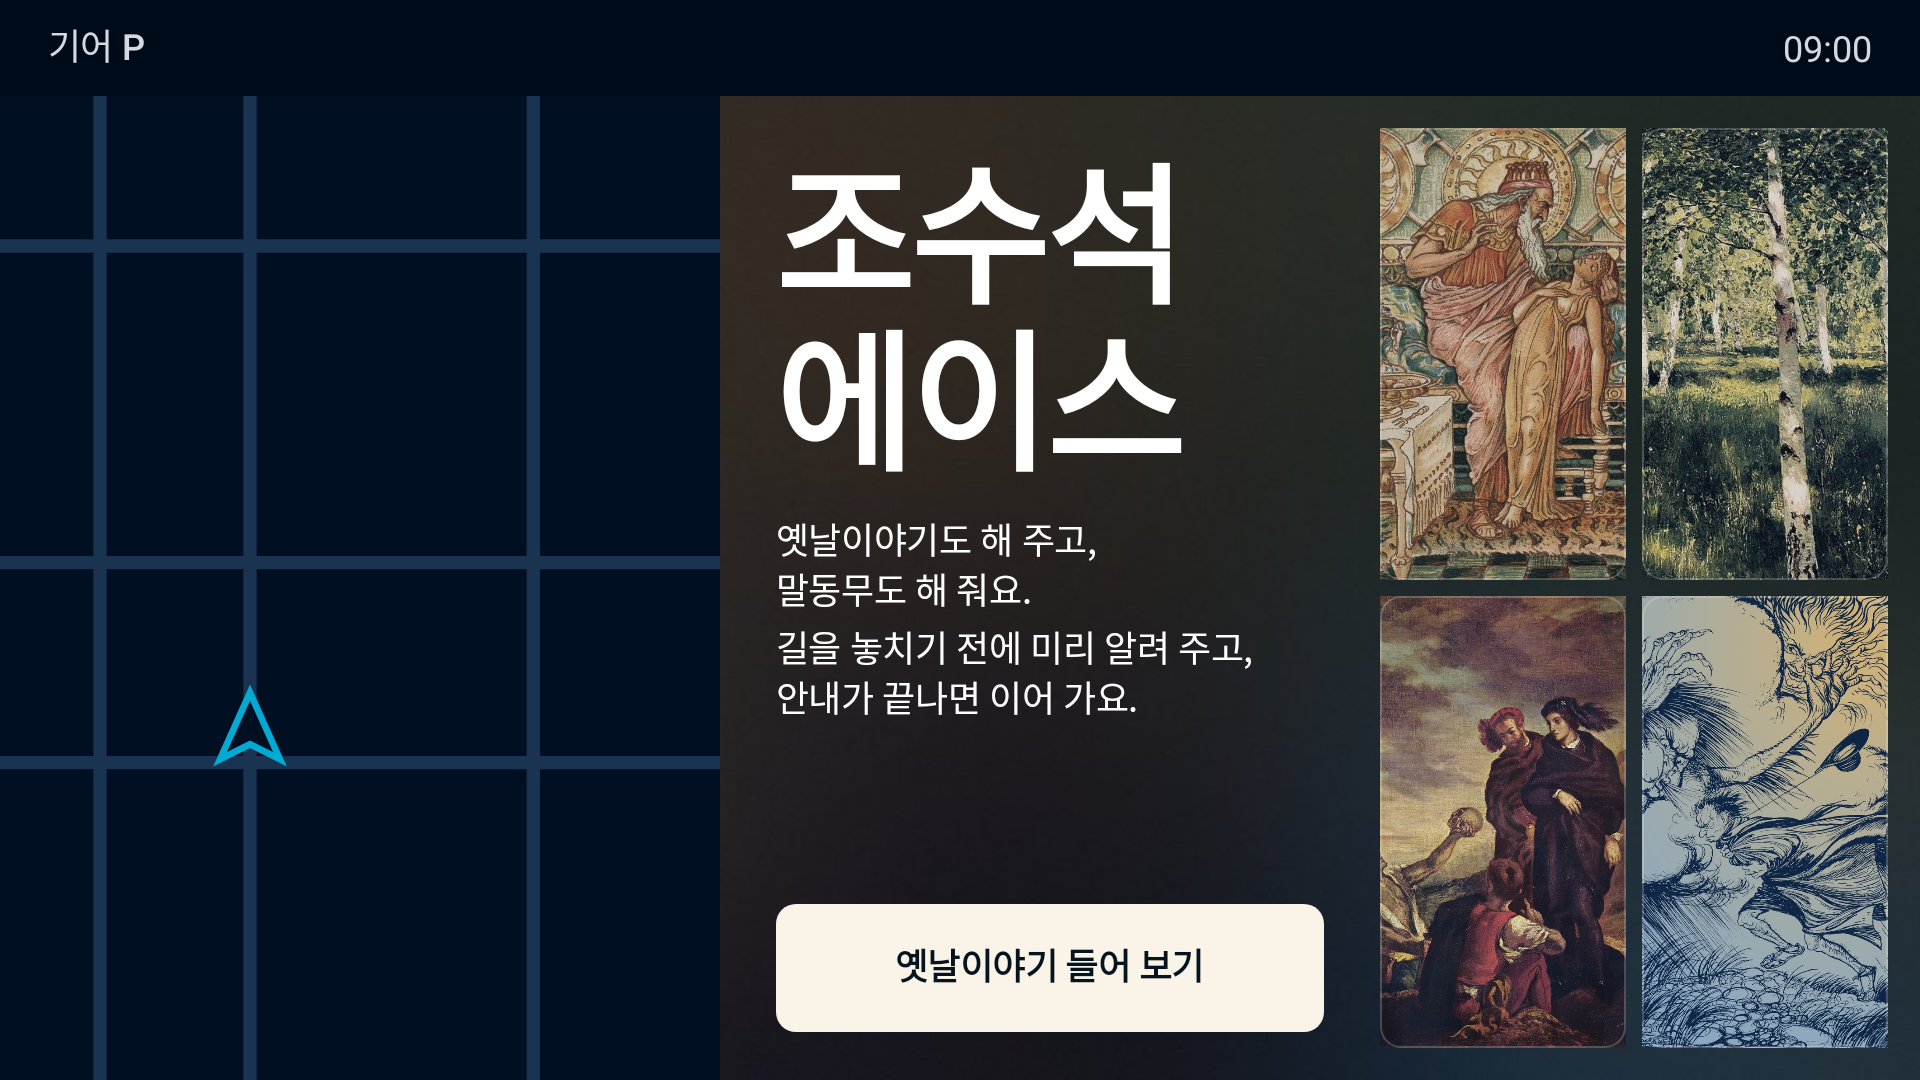 기어 P
09:00
조수석
에이스
옛날이야기도 해 주고,
말동무도 해 줘요.
길을 놓치기 전에 미리 알려 주고,
안내가 끝나면 이어 가요.
옛날이야기 들어 보기